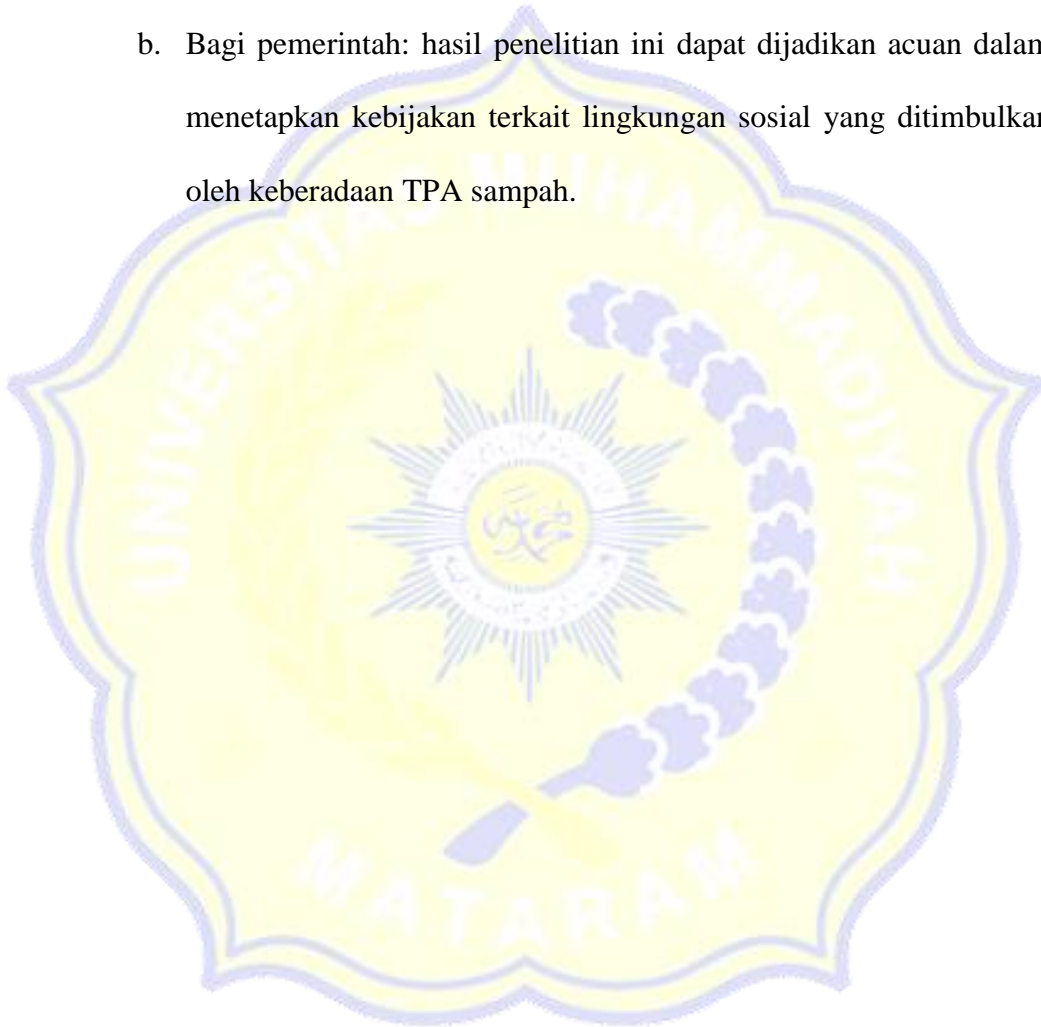 b. Bagi pemerintah: hasil penelitian ini dapat dijadikan acuan dalam
menetapkan kebijakan terkait lingkungan sosial yang ditimbulkan
oleh keberadaan TPA sampah.
UNIVERSITAS MUHAMMADIYAH
MATARAM